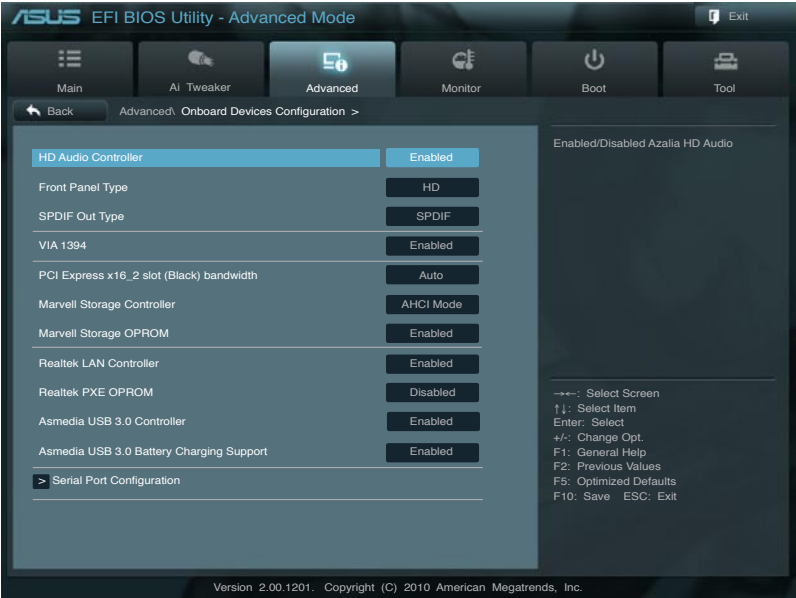 ASUS EFI BIOS Utility - Advanced Mode
Exit
Main
Ai Tweaker
Advanced
Monitor
Boot
Tool
Back
Advanced\ Onboard Devices Configuration >
HD Audio Controller Enabled
Front Panel Type HD
SPDIF Out Type SPDIF
VIA 1394 Enabled
PCI Express x16_2 slot (Black) bandwidth Auto
Marvell Storage Controller AHCI Mode
Marvell Storage OPROM Enabled
Realtek LAN Controller Enabled
Realtek PXE OPROM Disabled
Asmedia USB 3.0 Controller Enabled
Asmedia USB 3.0 Battery Charging Support Enabled
> Serial Port Configuration
Enabled/Disabled Azalia HD Audio
→←: Select Screen
↑↓: Select Item
Enter: Select
+/-: Change Opt.
F1: General Help
F2: Previous Values
F5: Optimized Defaults
F10: Save ESC: Exit
Version 2.00.1201. Copyright (C) 2010 American Megatrends, Inc.